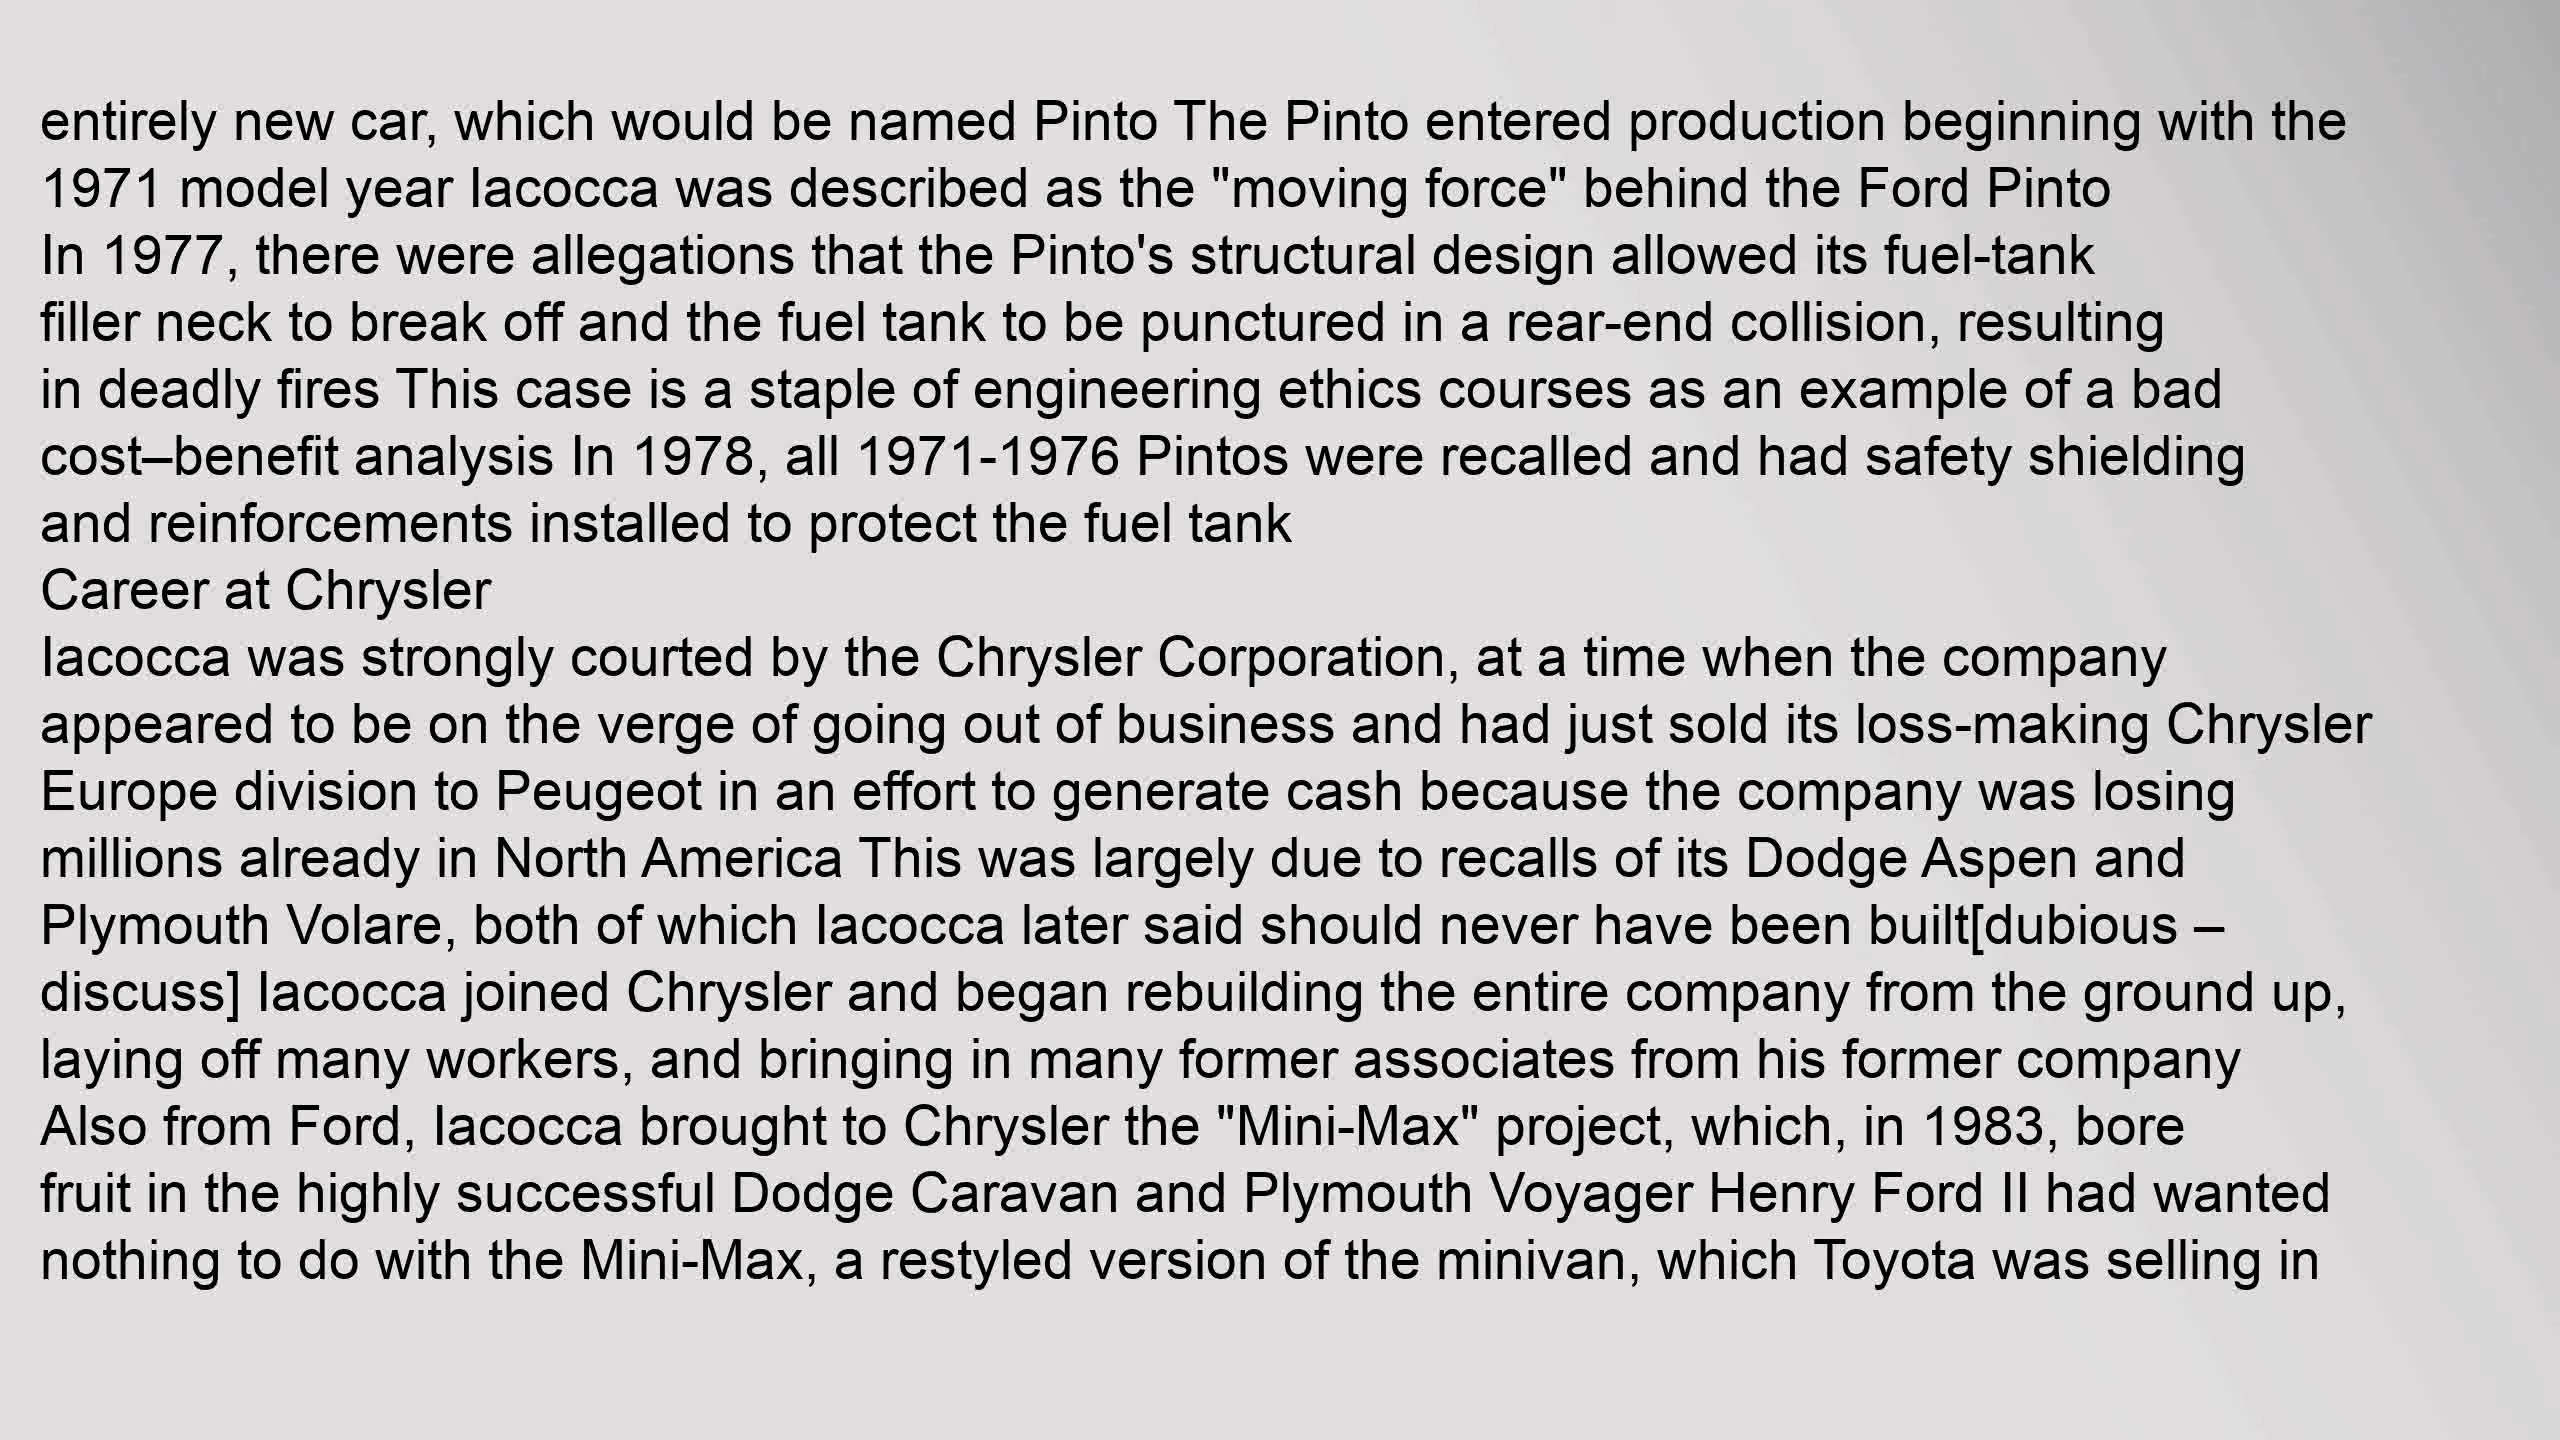 entirely new car, which would be named Pinto The Pinto entered production beginning with the
1971 model year Iacocca was described as the "moving force" behind the Ford Pinto
In 1977, there were allegations that the Pinto's structural design allowed its fuel-tank
filler neck to break off and the fuel tank to be punctured in a rear-end collision, resulting
in deadly fires This case is a staple of engineering ethics courses as an example of a bad
cost–benefit analysis In 1978, all 1971-1976 Pintos were recalled and had safety shielding
and reinforcements installed to protect the fuel tank
Career at Chrysler
Iacocca was strongly courted by the Chrysler Corporation, at a time when the company
appeared to be on the verge of going out of business and had just sold its loss-making Chrysler
Europe division to Peugeot in an effort to generate cash because the company was losing
millions already in North America This was largely due to recalls of its Dodge Aspen and
Plymouth Volare, both of which Iacocca later said should never have been built[dubious –
discuss] Iacocca joined Chrysler and began rebuilding the entire company from the ground up,
laying off many workers, and bringing in many former associates from his former company
Also from Ford, Iacocca brought to Chrysler the "Mini-Max" project, which, in 1983, bore
fruit in the highly successful Dodge Caravan and Plymouth Voyager Henry Ford II had wanted
nothing to do with the Mini-Max, a restyled version of the minivan, which Toyota was selling in